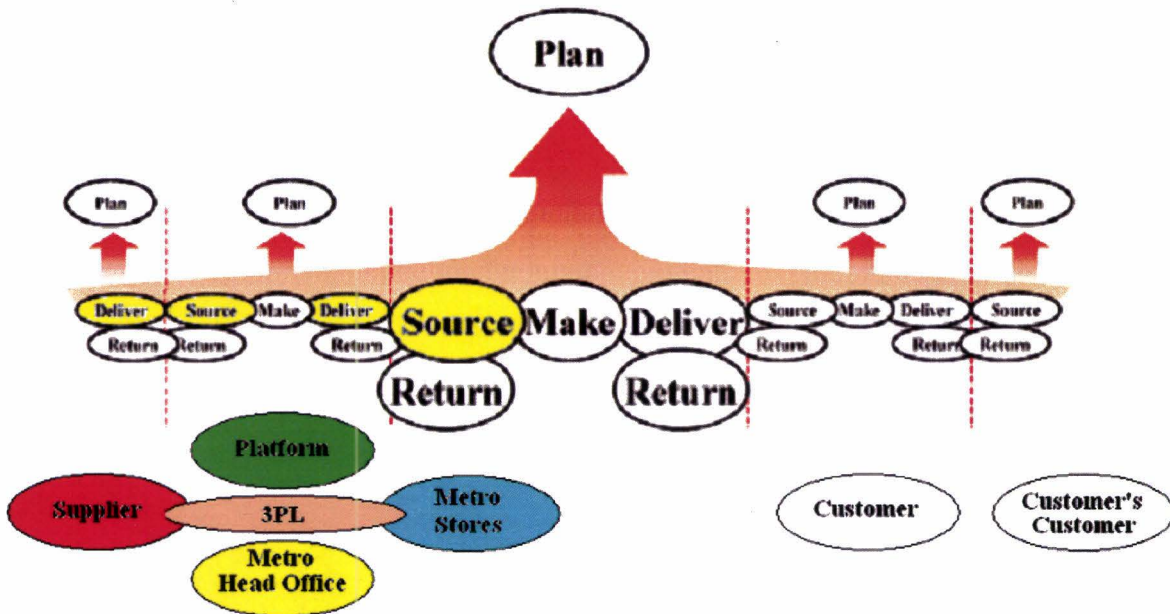 Plan
Plan
Plan
Plan
Plan
Deliver
Source
Make
Deliver
Source
Make
Deliver
Source
Make
Deliver
Source
Return
Return
Return
Return
Return
Return
Return
Return
Platform
Supplier
3PL
Metro
Stores
Metro
Head Office
Customer
Customer's
Customer